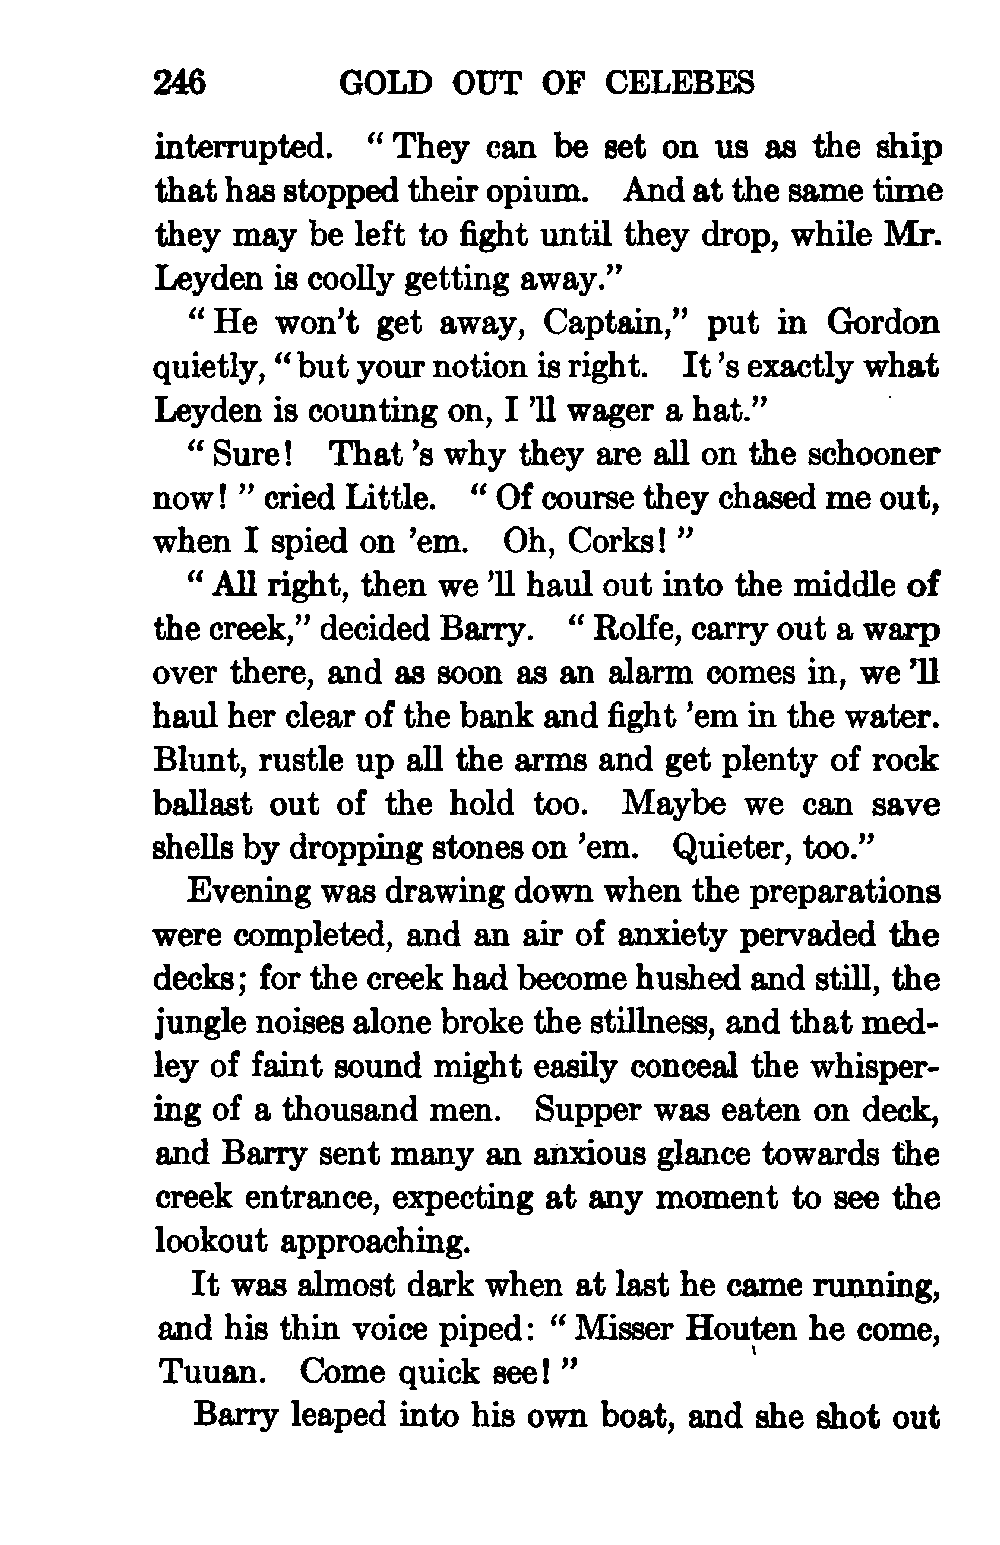 246 GOLD OUT OF CELEBES
interrupted. “ They can be set on us as the ship
that has stopped their opium. And at the same time
they may be left to fight until they drop, while Mr.
Leyden is coolly getting away.”
“ He won’t get away, Captain,” put in Gordon
quietly, “ but your notion is right. It ’s exactly what
Leyden is counting on, I ’ll wager a hat.”
“ Sure! That ’s why they are all on the schooner
now! ” cried Little. “ Of course they chased me out,
when I spied on ’em. Oh, Corks! ”
“ All right, then we ’ll haul out into the middle of
the creek,” decided Barry. “ Rolfe, carry out a warp
over there, and as soon as an alarm comes in, we ’ll
haul her clear of the bank and fight ’em in the water.
Blunt, rustle up all the arms and get plenty of rock
ballast out of the hold too. Maybe we can save
shells by dropping stones on ’em. Quieter, too.”
Evening was drawing down when the preparations
were completed, and an air of anxiety pervaded the
decks; for the creek had become hushed and still, the
jungle noises alone broke the stillness, and that med-
ley of faint sound might easily conceal the whisper-
ing of a thousand men. Supper was eaten on deck,
and Barry sent many an anxious glance towards the
creek entrance, expecting at any moment to see the
lookout approaching.
It was almost dark when at last he came running,
and his thin voice piped: “ Misser Houten he come,
Tuuan. Come quick see! ”
Barry leaped into his own boat, and she shot out